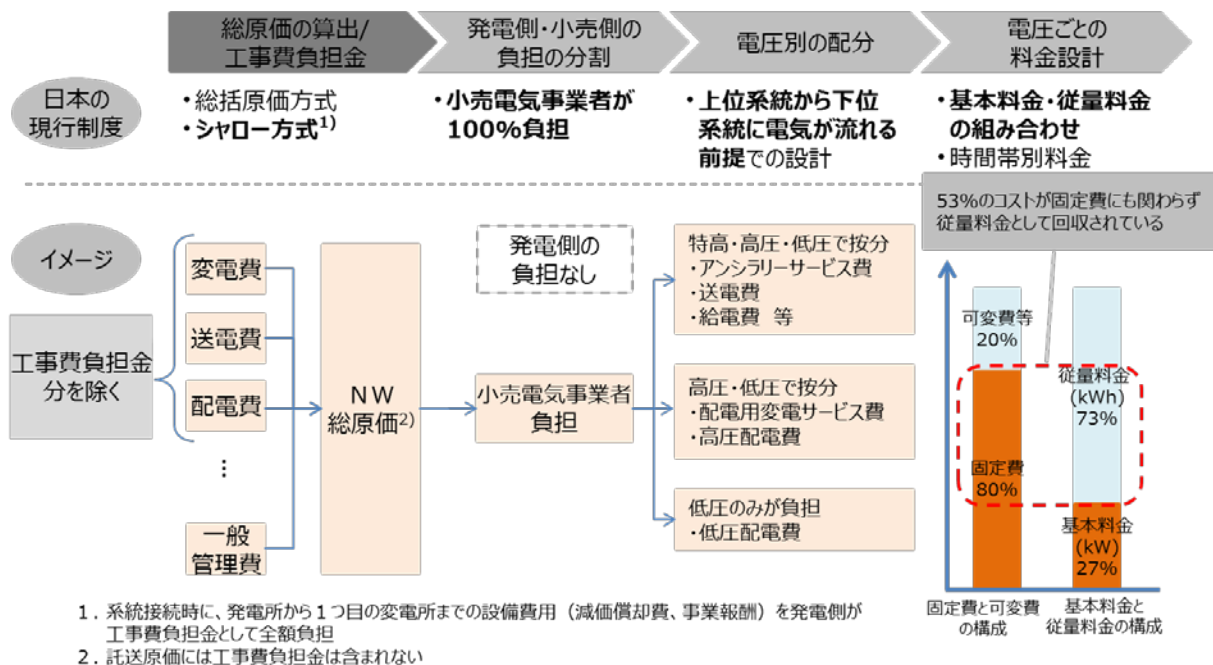 総原価の算出/
工事費負担金
発電側・小売側の
負担の分割
電圧別の配分
電圧ごとの
料金設計
日本の
現行制度
・総括原価方式
・シャロー方式1)
・小売電気事業者が
100%負担
・上位系統から下位
系統に電気が流れる
前提での設計
・基本料金・従量料金
の組み合わせ
・時間帯別料金
53%のコストが固定費にも関わらず
従量料金として回収されている
イメージ
工事費負担金
分を除く
変電費
送電費
配電費
…
一般
管理費
NW
総原価2)
発電側の
負担なし
小売電気事業者
負担
特高・高圧・低圧で按分
・アンシラリーサービス費
・送電費
・給電費 等
高圧・低圧で按分
・配電用変電サービス費
・高圧配電費
低圧のみが負担
・低圧配電費
可変費等
20%
固定費
80%
従量料金
(kWh)
73%
基本料金
(kW)
27%
固定費と可変費
の構成
基本料金と
従量料金の構成
1. 系統接続時に、発電所から1つ目の変電所までの設備費用（減価償却費、事業報酬）を発電側が
工事費負担金として全額負担
2. 託送原価には工事費負担金は含まれない